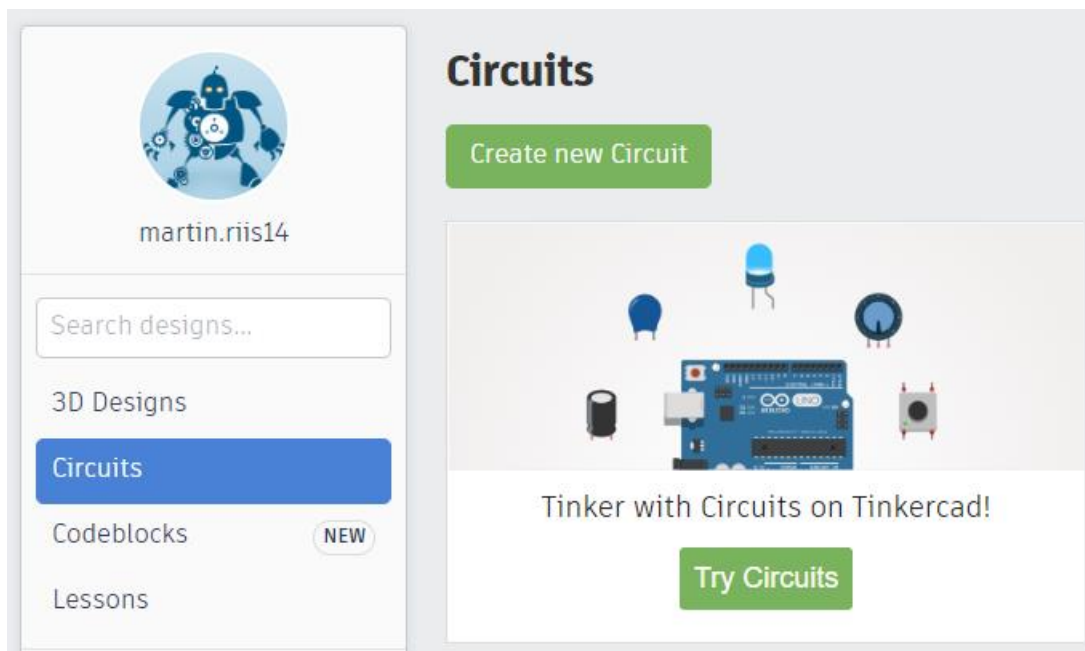 martin.riis14
Search designs...
3D Designs
Circuits
Codeblocks NEW
Lessons
Circuits
Create new Circuit
UNO
Tinker with Circuits on Tinkercad!
Try Circuits